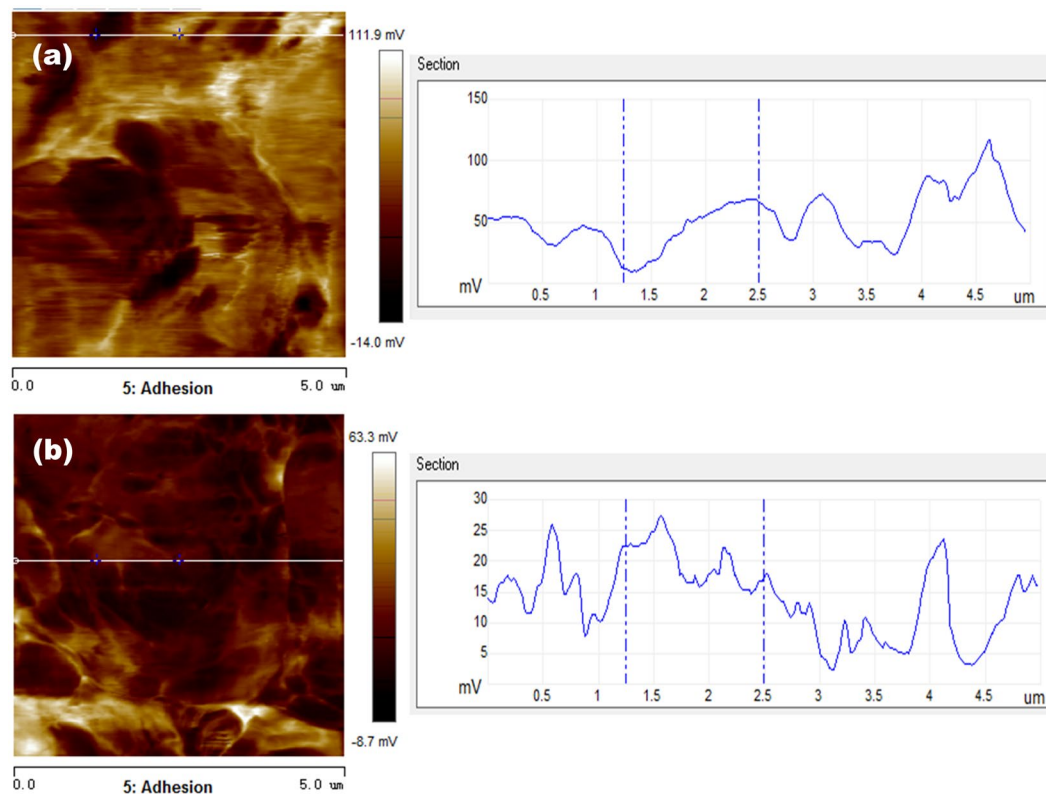 (a)
111.9 mV
-14.0 mV
0.0 5.0 um
5: Adhesion
Section
150
100
50
mV
0.5 1 1.5 2 2.5 3 3.5 4 4.5 um
(b)
63.3 mV
-8.7 mV
0.0 5.0 um
5: Adhesion
Section
30
25
20
15
10
5
mV
0.5 1 1.5 2 2.5 3 3.5 4 4.5 um